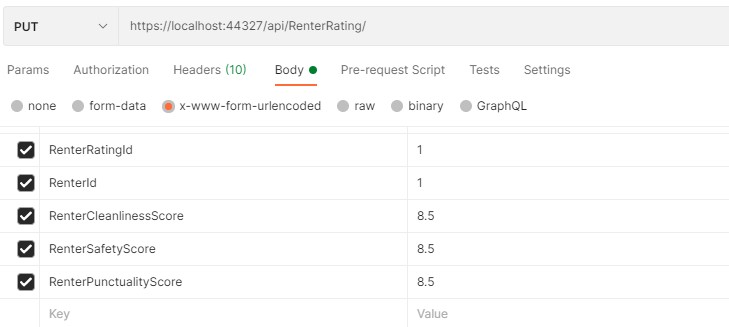 PUT https://localhost:44327/api/RenterRating/
Params Authorization Headers (10) Body Pre-request Script Tests Settings
none form-data x-www-form-urlencoded raw binary GraphQL
RenterRatingId 1
RenterId 1
RenterCleanlinessScore 8.5
RenterSafetyScore 8.5
RenterPunctualityScore 8.5
Key Value